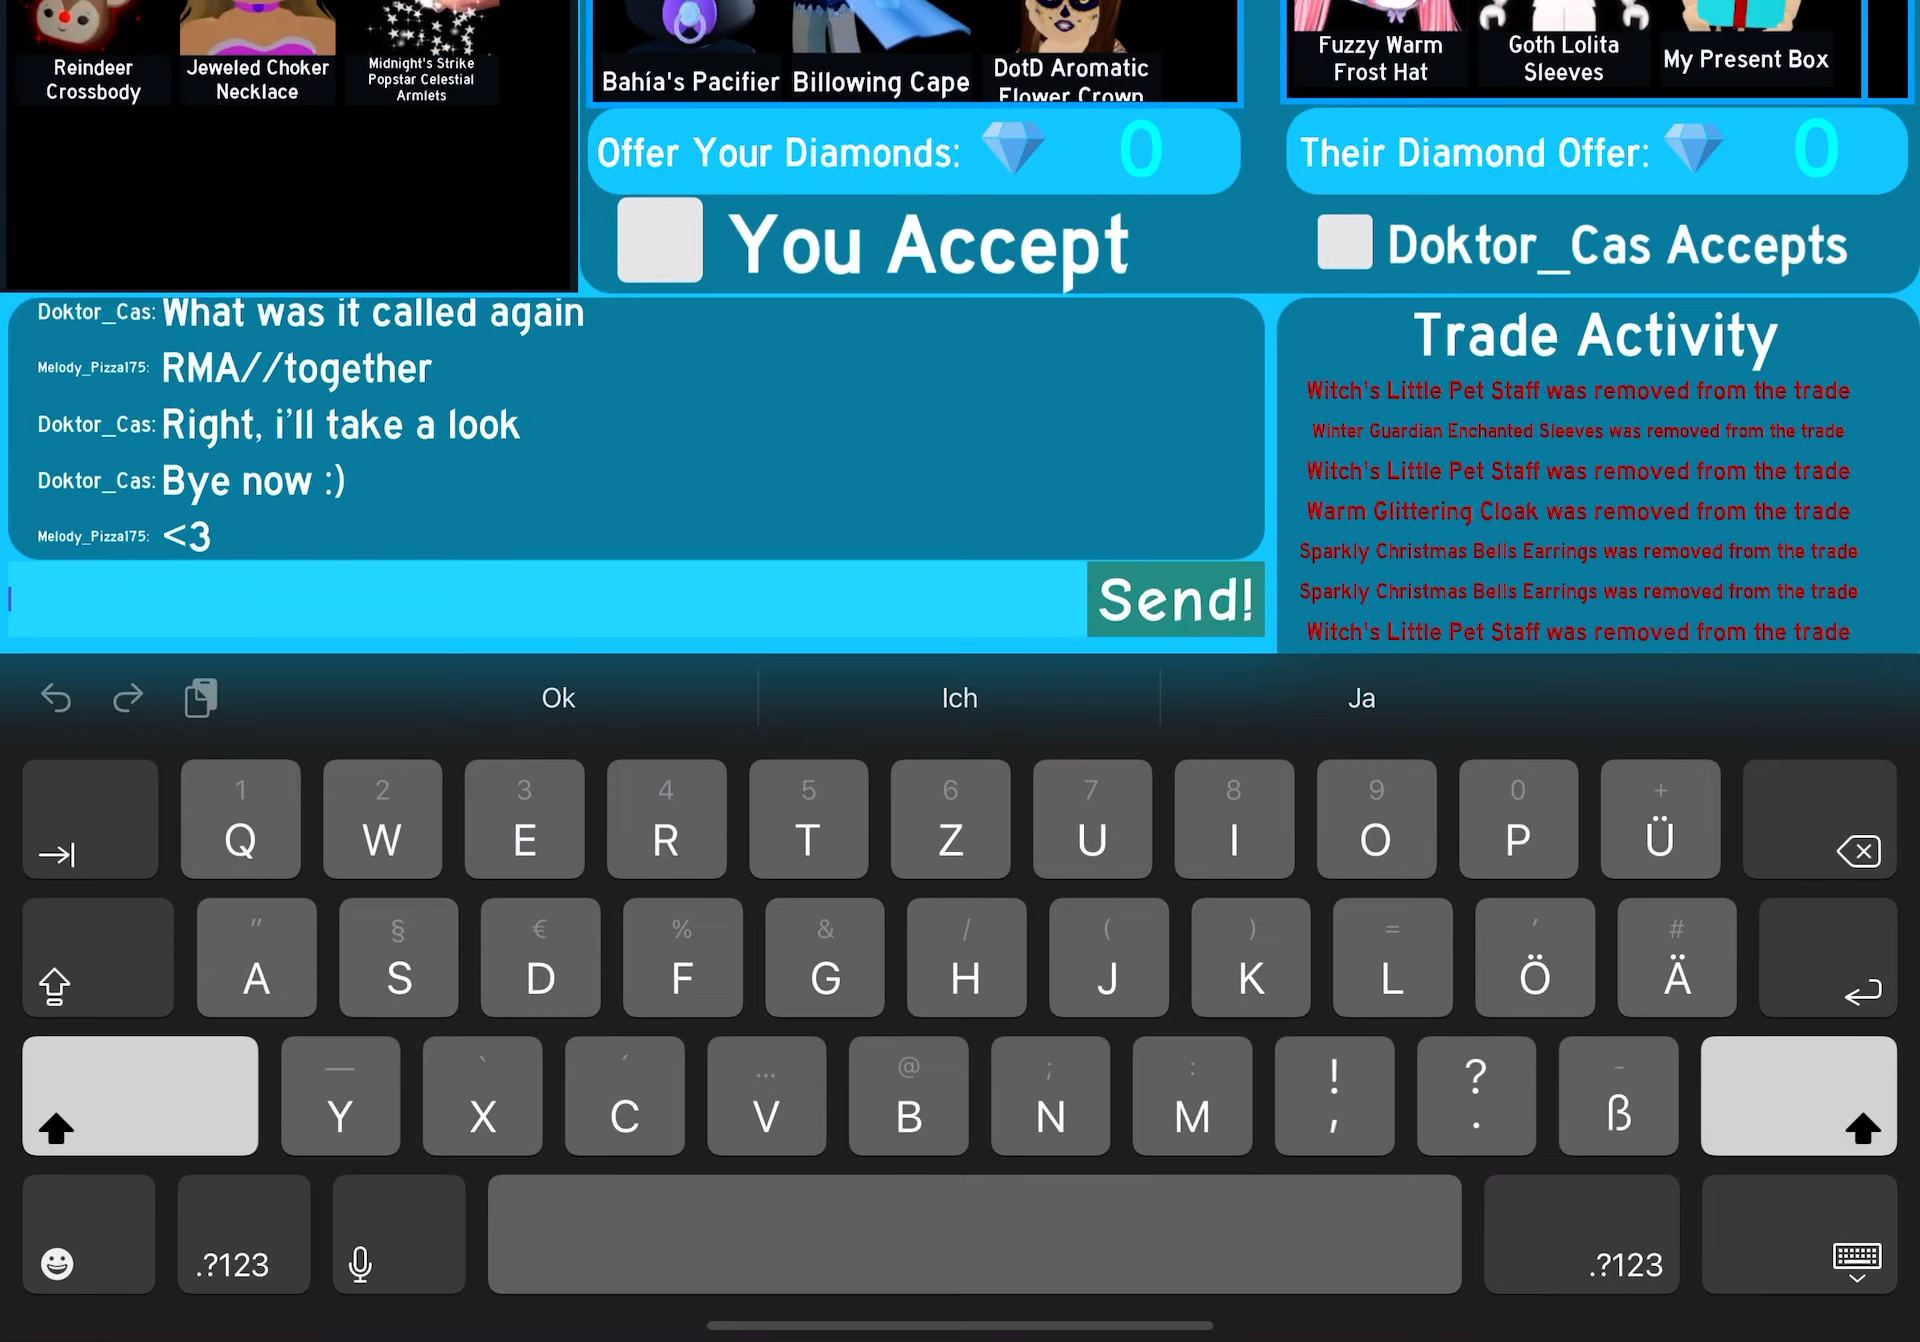 Reindeer
Crossbody
Jeweled Choker
Necklace
Midnight's Strike
Popstar Celestial
Armlets
Bahía's Pacifier
Billowing Cape
DotD Aromatic
Flower Crown
Fuzzy Warm
Frost Hat
Goth Lolita
Sleeves
My Present Box
Offer Your Diamonds: 0
Their Diamond Offer: 0
You Accept
Doktor_Cas Accepts
Doktor_Cas: What was it called again
Melody_Pizza175: RMA//together
Doktor_Cas: Right, i'll take a look
Doktor_Cas: Bye now :)
Melody_Pizza175: <3
Send!
Trade Activity
Witch's Little Pet Staff was removed from the trade
Winter Guardian Enchanted Sleeves was removed from the trade
Witch's Little Pet Staff was removed from the trade
Warm Glittering Cloak was removed from the trade
Sparkly Christmas Bells Earrings was removed from the trade
Sparkly Christmas Bells Earrings was removed from the trade
Witch's Little Pet Staff was removed from the trade
Ok Ich Ja
1 2 3 4 5 6 7 8 9 0 +
Q W E R T Z U I O P Ü
" § € % & / ( ) = ' #
A S D F G H J K L Ö Ä
— ` ´ ... @ ; : ! ? -
Y X C V B N M , . ß
.?123 .?123